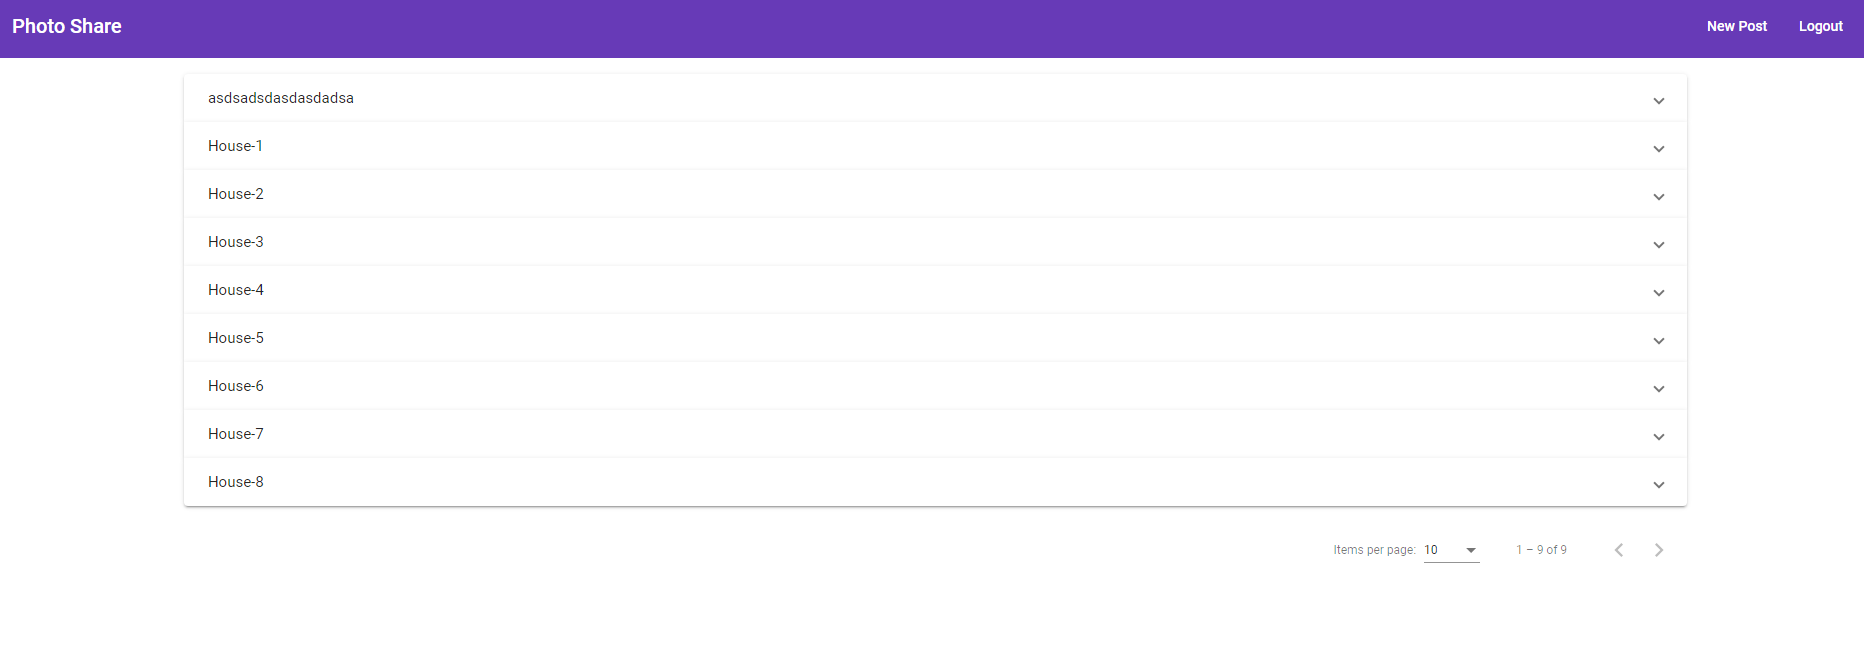 Photo Share New Post Logout
asdsadsdasdasdadsa
House-1
House-2
House-3
House-4
House-5
House-6
House-7
House-8
Items per page: 10 1 – 9 of 9